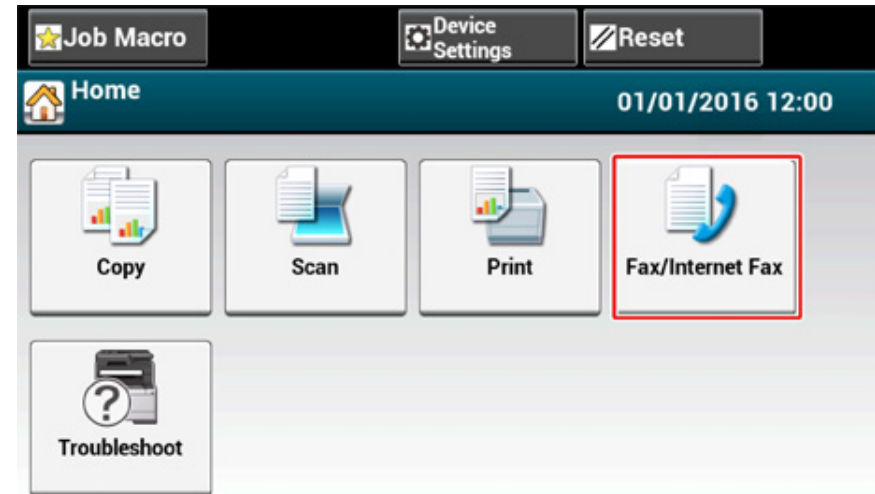 Job Macro
Device
Settings
Reset
Home
01/01/2016 12:00
Copy
Scan
Print
Fax/Internet Fax
Troubleshoot